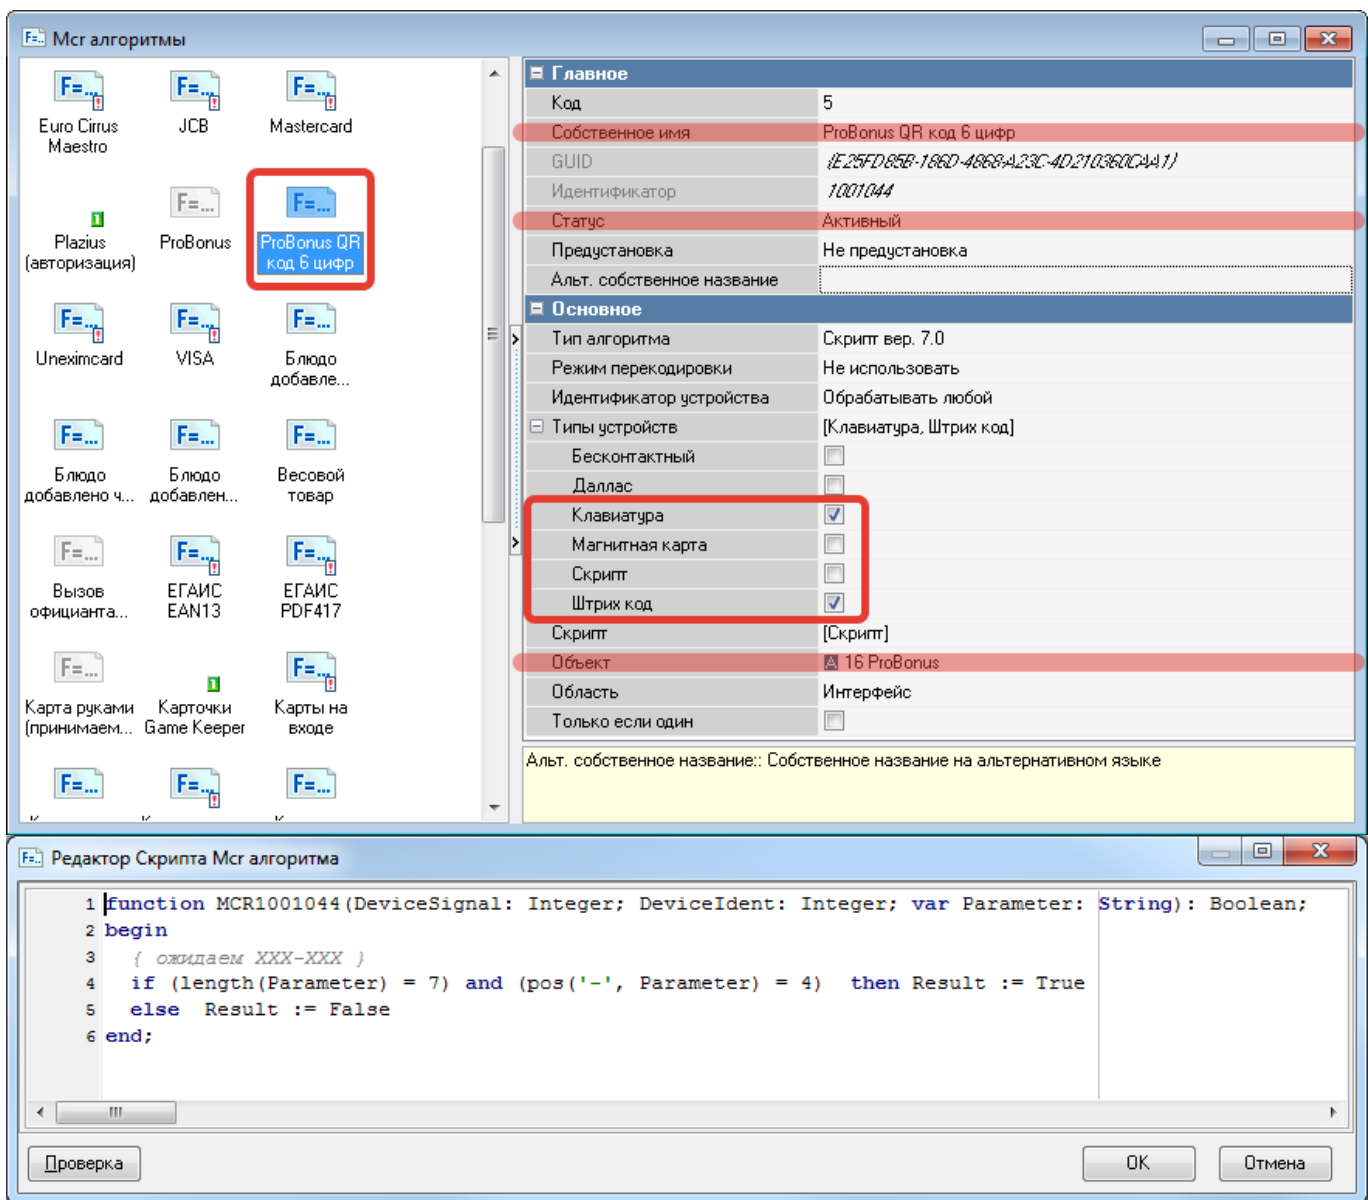 Mcr алгоритмы
Euro Cirrus
Maestro
JCB
Mastercard
Plazius
(авторизация)
ProBonus
ProBonus QR
код 6 цифр
Uneximcard
VISA
Блюдо
добавле...
Блюдо
добавлено ч...
Блюдо
добавлен...
Весовой
товар
Вызов
официанта...
ЕГАИС
EAN13
ЕГАИС
PDF417
Карта руками
(принимаем...
Карточки
Game Keeper
Карты на
входе
Главное
Код 5
Собственное имя ProBonus QR код 6 цифр
GUID {E25FD85B-186D-4868-A23C-4D210360CAA1}
Идентификатор 1001044
Статус Активный
Предустановка Не предустановка
Альт. собственное название
Основное
Тип алгоритма Скрипт вер. 7.0
Режим перекодировки Не использовать
Идентификатор устройства Обрабатывать любой
Типы устройств [Клавиатура, Штрих код]
Бесконтактный
Даллас
Клавиатура
Магнитная карта
Скрипт
Штрих код
Скрипт [Скрипт]
Объект A 16 ProBonus
Область Интерфейс
Только если один
Альт. собственное название:: Собственное название на альтернативном языке
Редактор Скрипта Mcr алгоритма
1 function MCR1001044(DeviceSignal: Integer; DeviceIdent: Integer; var Parameter: String): Boolean;
2 begin
3 { ожидаем XXX-XXX }
4 if (length(Parameter) = 7) and (pos('-', Parameter) = 4) then Result := True
5 else Result := False
6 end;
Проверка
OK
Отмена